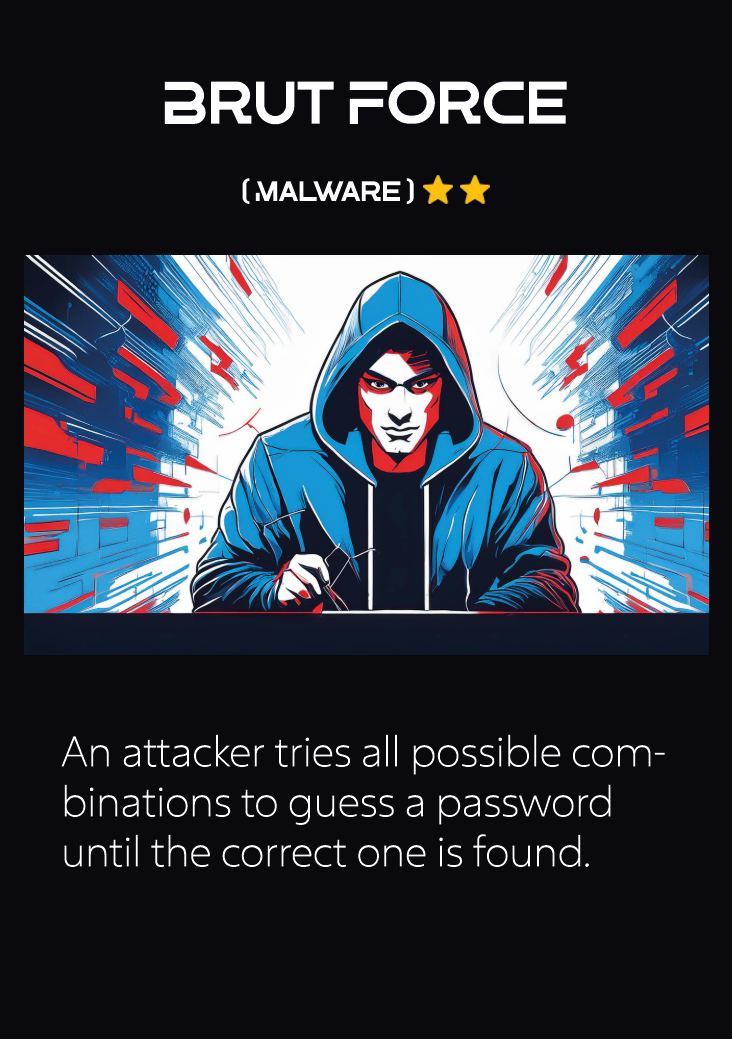 BRUT FORCE
(MALWARE) ⭐⭐
An attacker tries all possible com-
binations to guess a password
until the correct one is found.